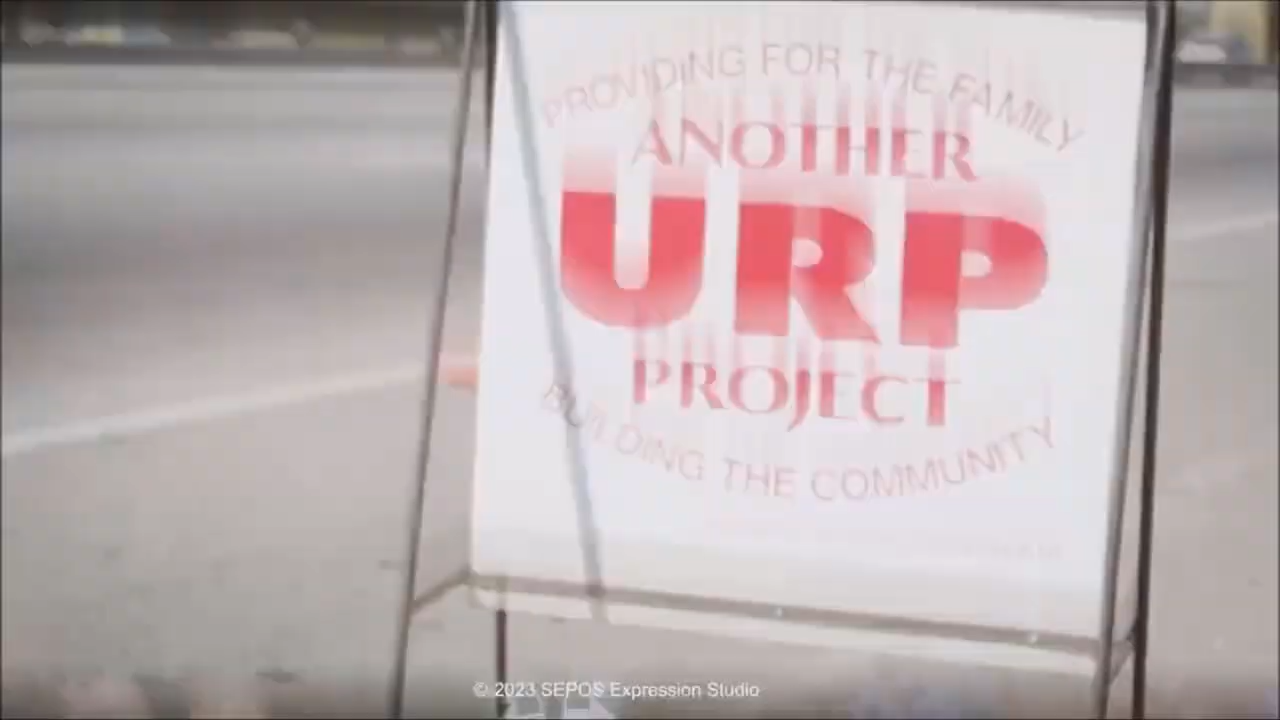 PROVIDING FOR THE FAMILY
ANOTHER
URP
PROJECT
BUILDING THE COMMUNITY
© 2023 SEPOS Expression Studio